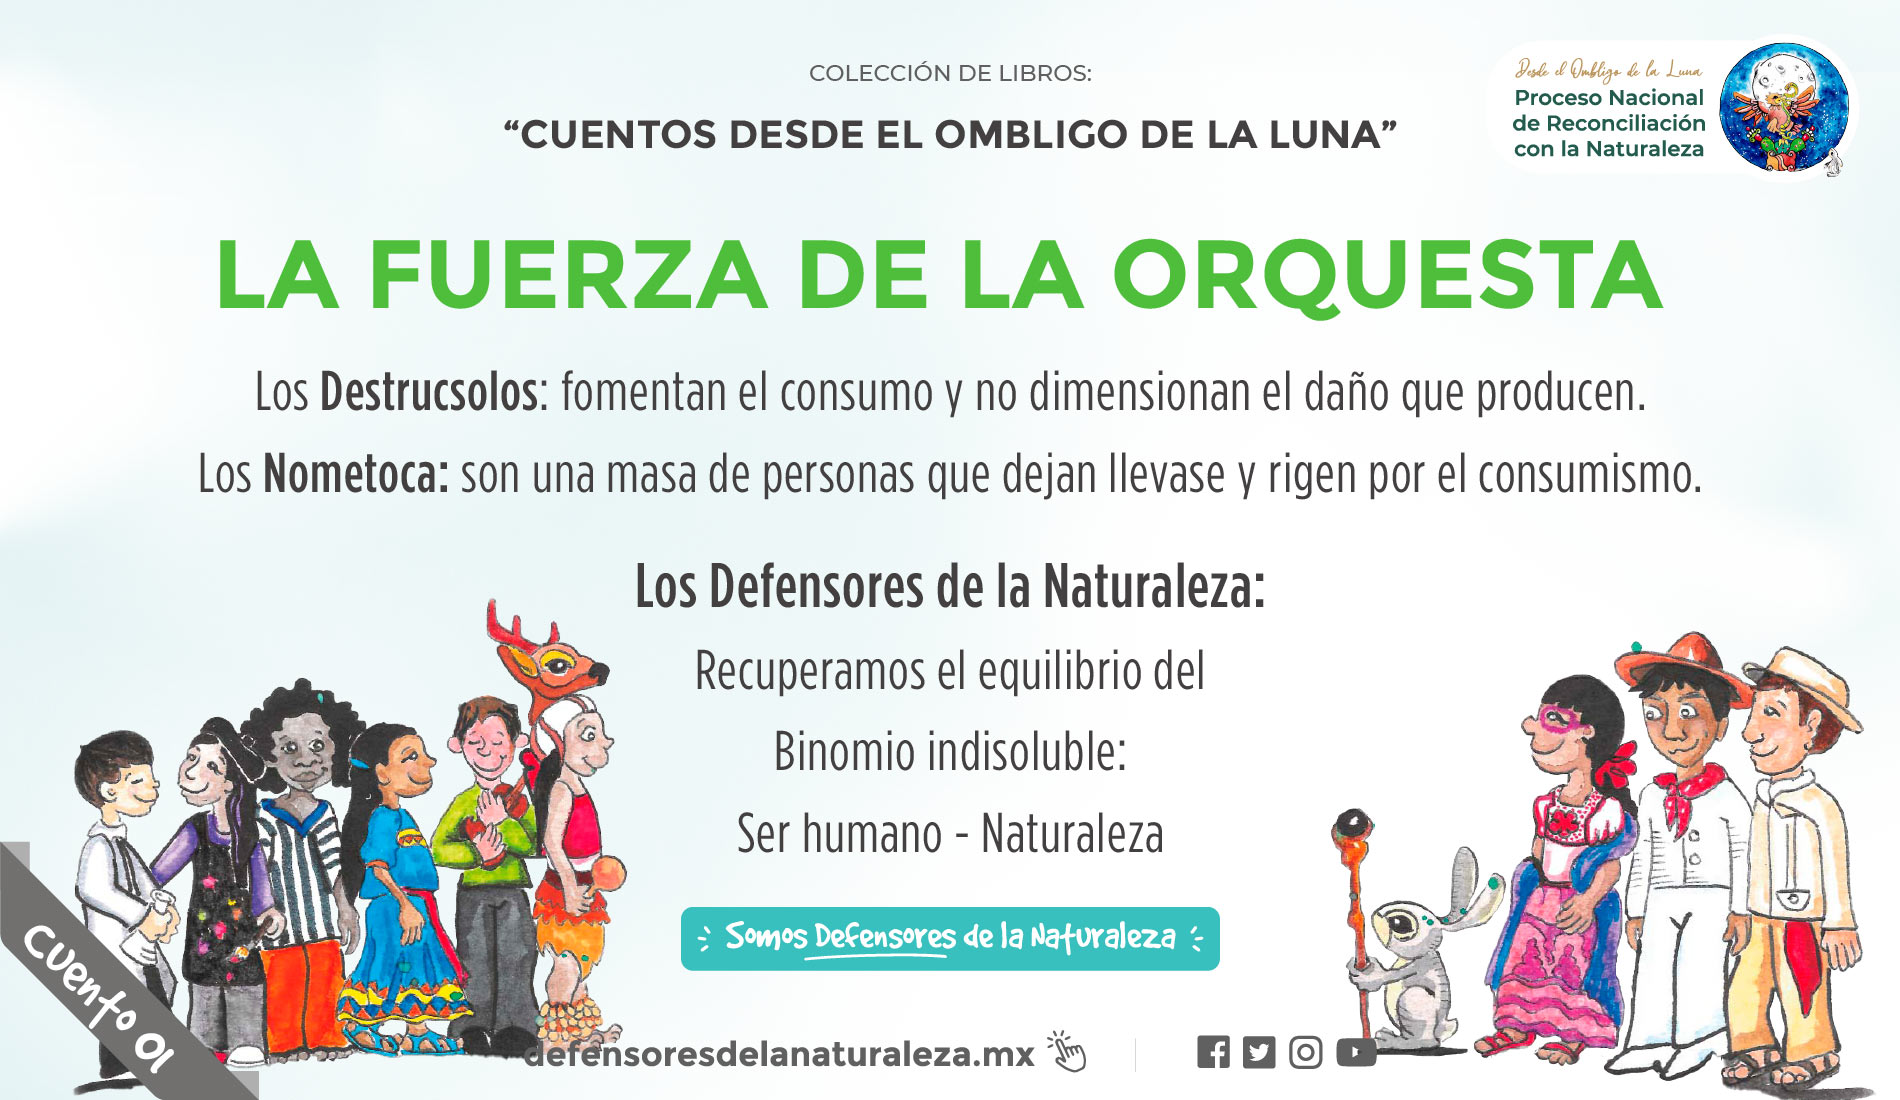 COLECCIÓN DE LIBROS:
“CUENTOS DESDE EL OMBLIGO DE LA LUNA”
Desde el Ombligo de la Luna
Proceso Nacional
de Reconciliación
con la Naturaleza
LA FUERZA DE LA ORQUESTA
Los Destrucsolos: fomentan el consumo y no dimensionan el daño que producen.
Los Nometoca: son una masa de personas que dejan llevase y rigen por el consumismo.
Los Defensores de la Naturaleza:
Recuperamos el equilibrio del
Binomio indisoluble:
Ser humano - Naturaleza
Somos Defensores de la Naturaleza
Cuento 01
defensoresdelanaturaleza.mx